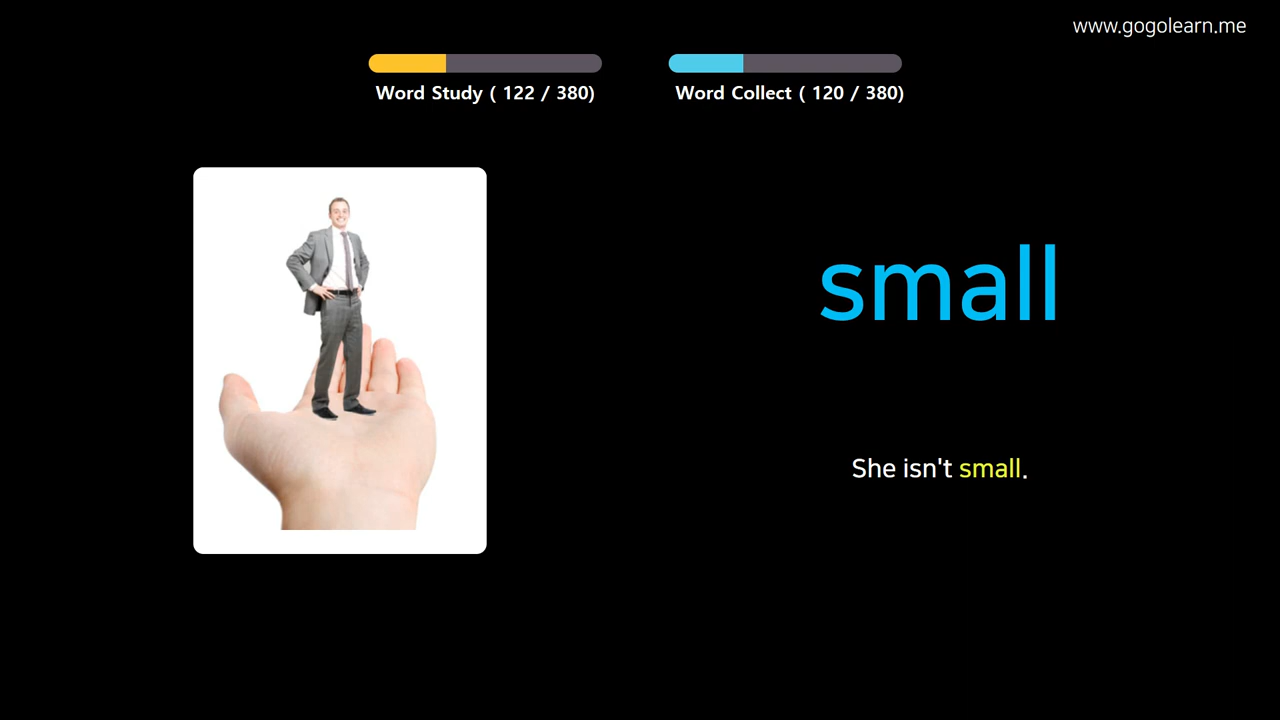 www.gogolearn.me
Word Study ( 122 / 380)
Word Collect ( 120 / 380)
small
She isn't small.